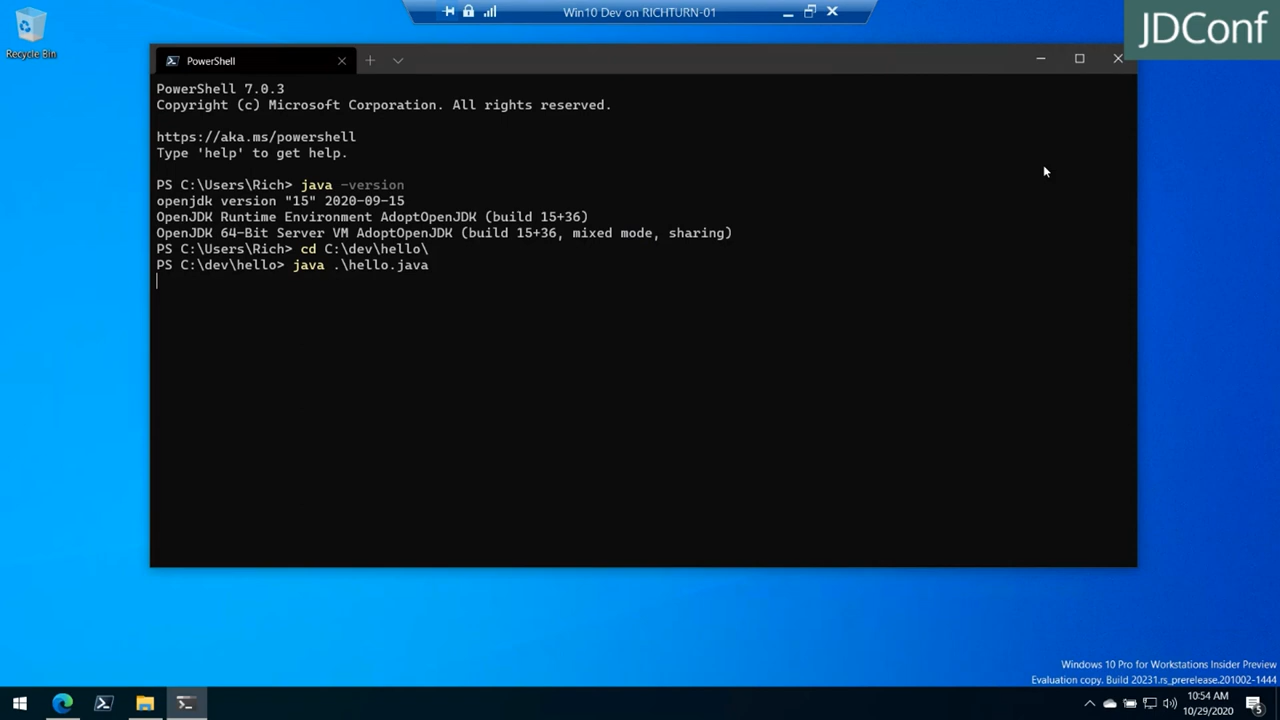 Win10 Dev on RICHTURN-01
JDConf
Recycle Bin
PowerShell
PowerShell 7.0.3
Copyright (c) Microsoft Corporation. All rights reserved.
https://aka.ms/powershell
Type 'help' to get help.
PS C:\Users\Rich> java -version
openjdk version "15" 2020-09-15
OpenJDK Runtime Environment AdoptOpenJDK (build 15+36)
OpenJDK 64-Bit Server VM AdoptOpenJDK (build 15+36, mixed mode, sharing)
PS C:\Users\Rich> cd C:\dev\hello\
PS C:\dev\hello> java .\hello.java
Windows 10 Pro for Workstations Insider Preview
Evaluation copy. Build 20231.rs_prerelease.201002-1444
10:54 AM
10/29/2020
5